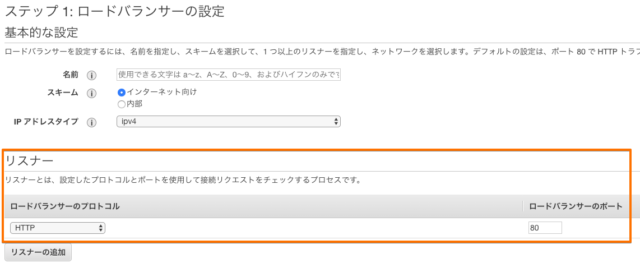 ステップ 1: ロードバランサーの設定
基本的な設定
ロードバランサーを設定するには、名前を指定し、スキームを選択して、1 つ以上のリスナーを指定し、ネットワークを選択します。デフォルトの設定は、ポート 80 で HTTP トラフ
名前 使用できる文字は a～z、A～Z、0～9、およびハイフンのみで
スキーム インターネット向け
内部
IP アドレスタイプ ipv4
リスナー
リスナーとは、設定したプロトコルとポートを使用して接続リクエストをチェックするプロセスです。
ロードバランサーのプロトコル ロードバランサーのポート
HTTP 80
リスナーの追加